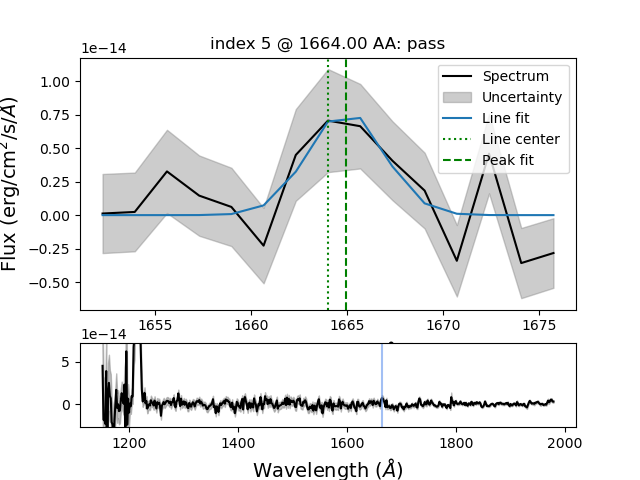 index 5 @ 1664.00 AA: pass
1e−14
Flux (erg/cm²/s/Å)
1.00
0.75
0.50
0.25
0.00
−0.25
−0.50
Spectrum
Uncertainty
Line fit
Line center
Peak fit
1655
1660
1665
1670
1675
1e−14
5
0
1200
1400
1600
1800
2000
Wavelength (Å)